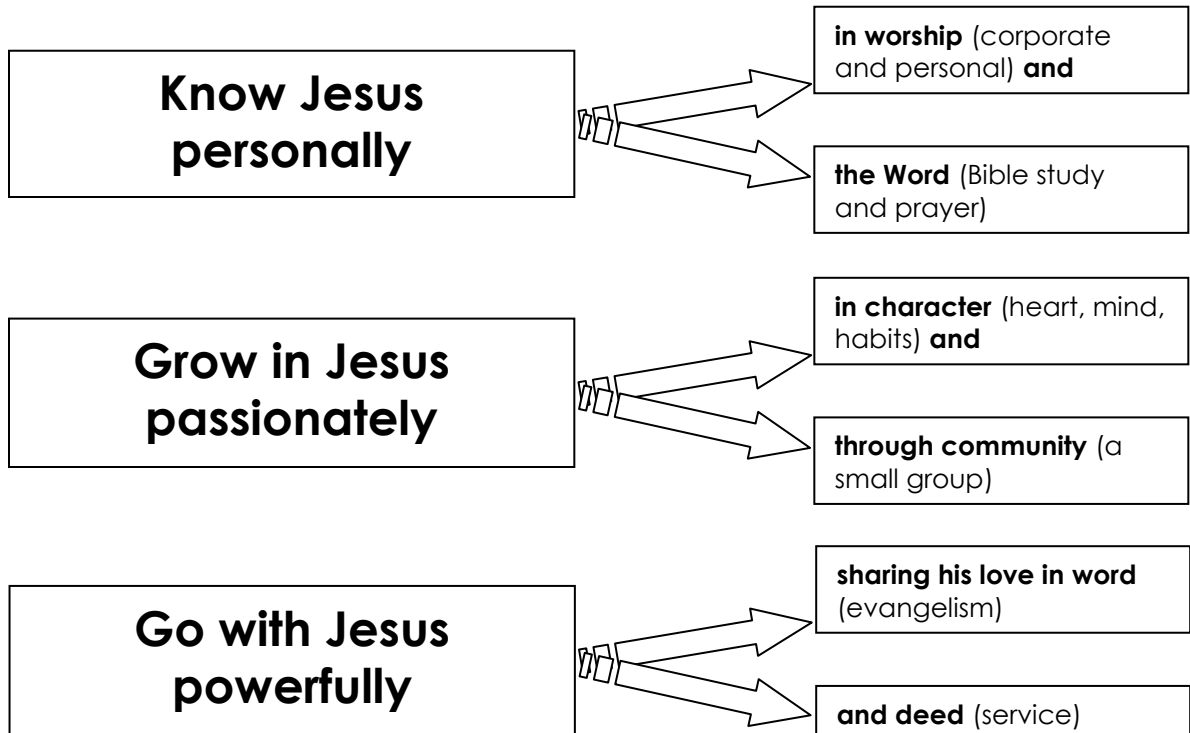 Know Jesus
personally
in worship (corporate
and personal) and
the Word (Bible study
and prayer)
Grow in Jesus
passionately
in character (heart, mind,
habits) and
through community (a
small group)
Go with Jesus
powerfully
sharing his love in word
(evangelism)
and deed (service)